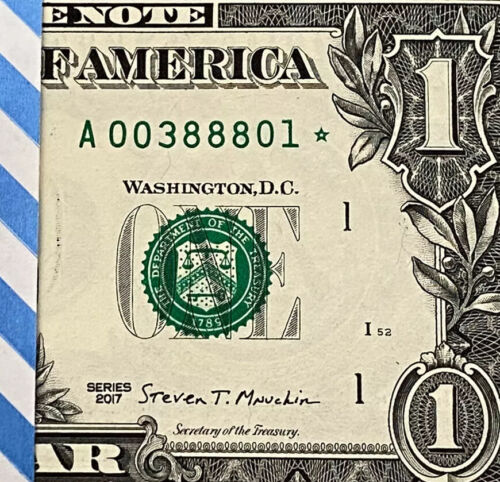 E NOTE
F AMERICA
1
A 00388801 ★
WASHINGTON, D.C.
ONE
1
THE DEPARTMENT OF THE TREASURY
1789
I 52
SERIES
2017
Steven T. Mnuchin
1
Secretary of the Treasury.
1
AR